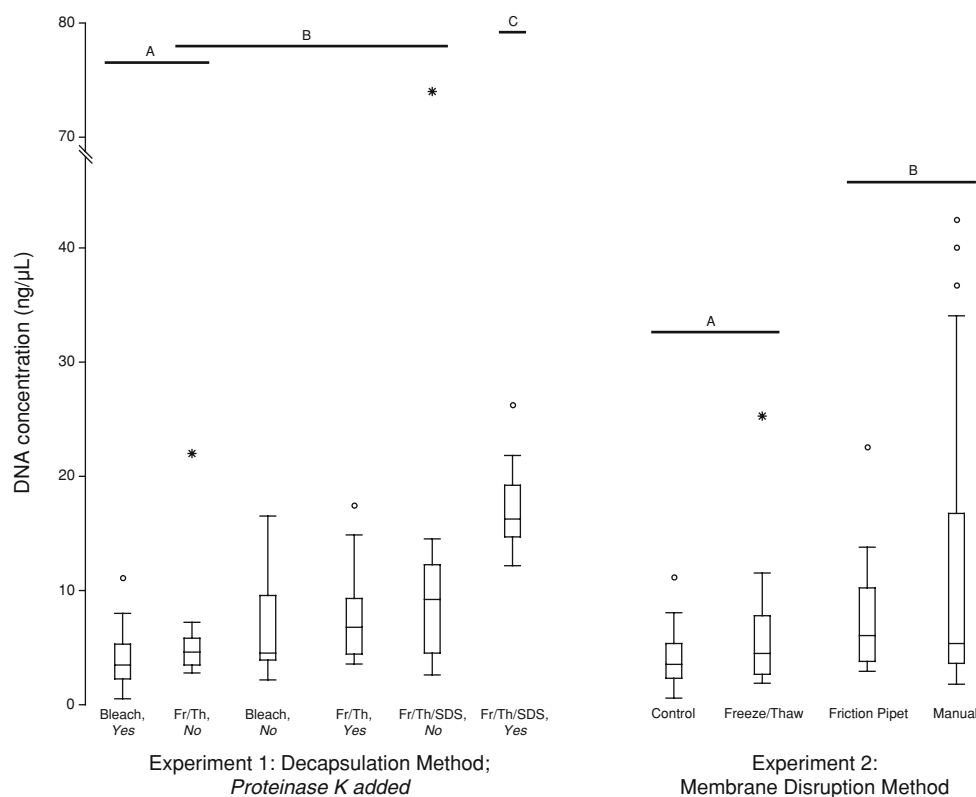 80
C
B
A
70
B
DNA concentration (ng/µL)
40
A
30
20
10
0
Bleach, Fr/Th, Bleach, Fr/Th, Fr/Th/SDS, Fr/Th/SDS,
Yes No No Yes No Yes
Control Freeze/Thaw Friction Pipet Manual
Experiment 1: Decapsulation Method;
Proteinase K added
Experiment 2:
Membrane Disruption Method